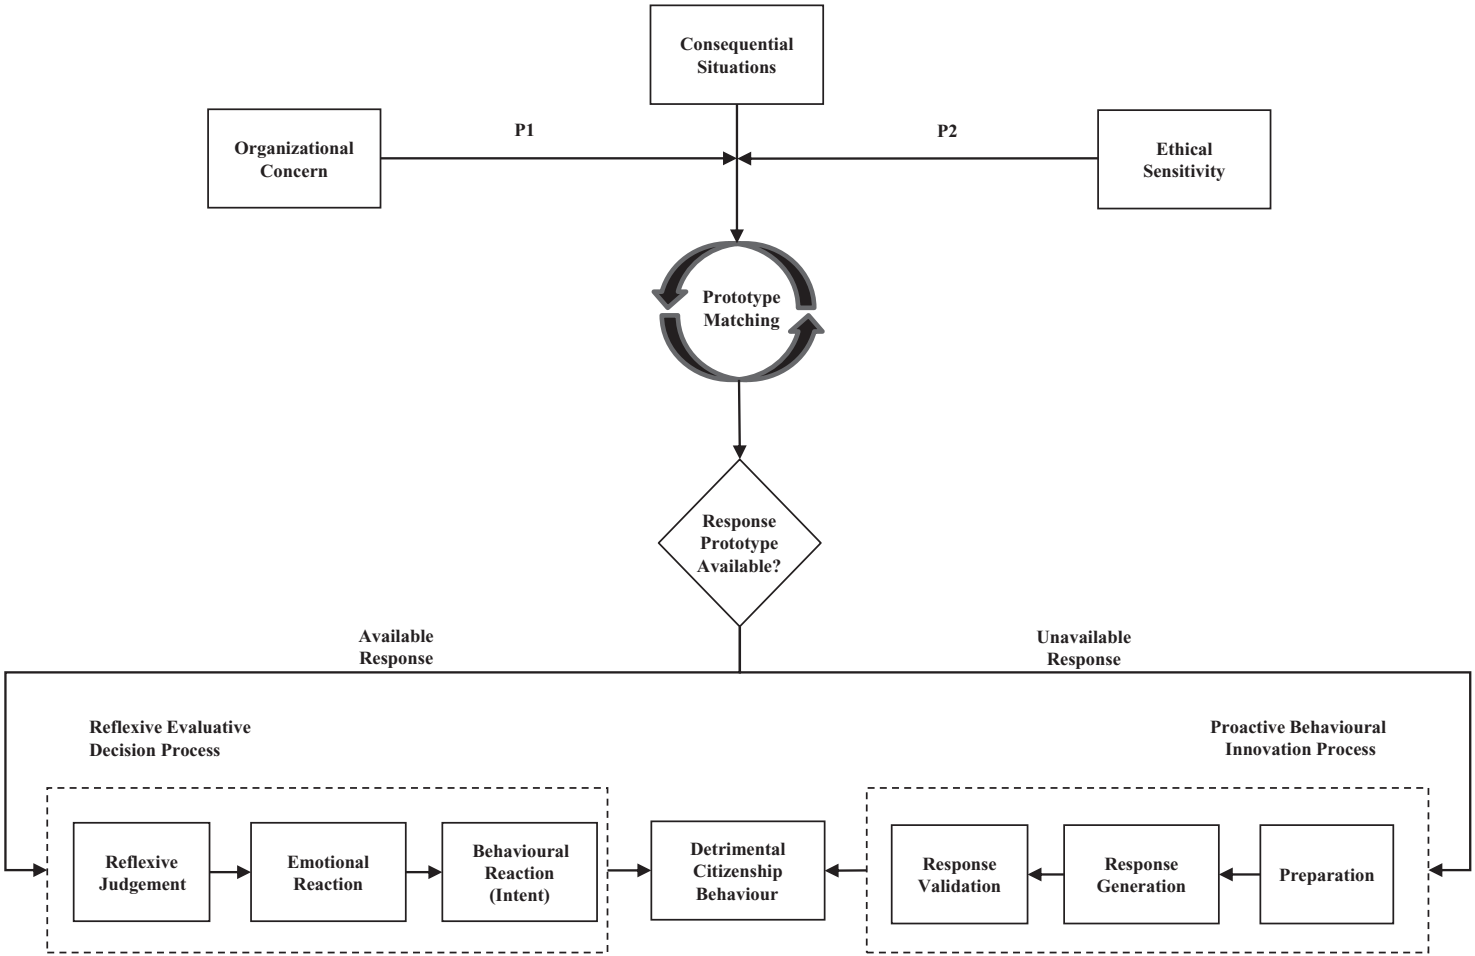 Consequential
Situations
P1
P2
Organizational
Concern
Ethical
Sensitivity
Prototype
Matching
Response
Prototype
Available?
Available
Response
Unavailable
Response
Reflexive Evaluative
Decision Process
Proactive Behavioural
Innovation Process
Reflexive
Judgement
Emotional
Reaction
Behavioural
Reaction
(Intent)
Detrimental
Citizenship
Behaviour
Response
Validation
Response
Generation
Preparation